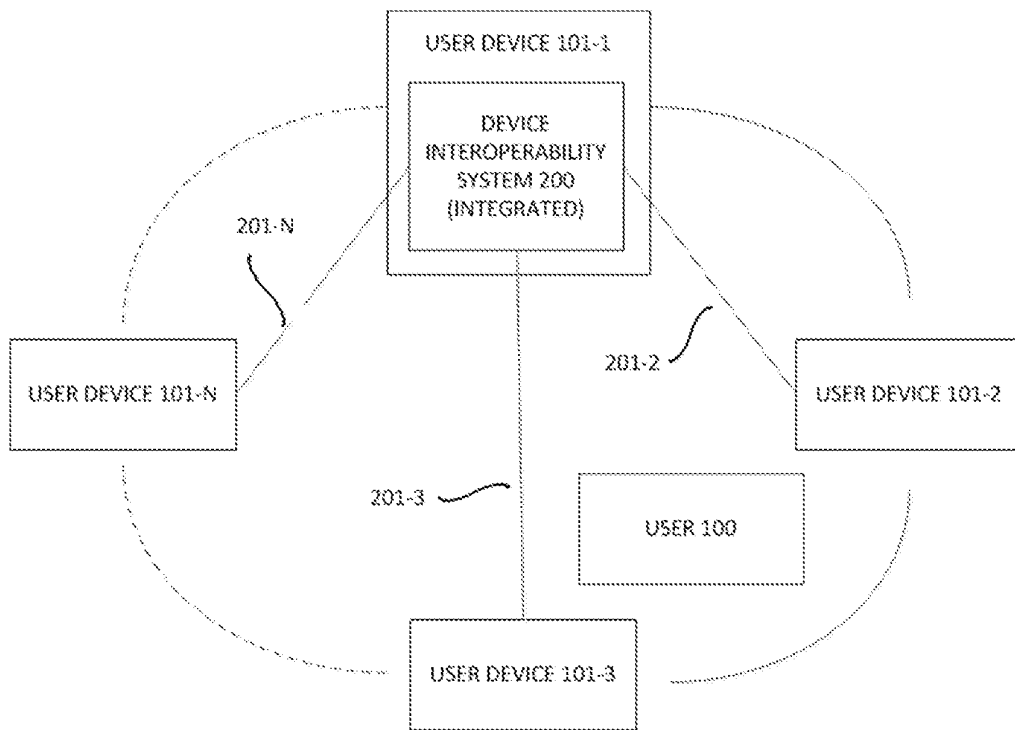 USER DEVICE 101-1
DEVICE
INTEROPERABILITY
SYSTEM 200
(INTEGRATED)
201-N
201-2
USER DEVICE 101-N
USER DEVICE 101-2
201-3
USER 100
USER DEVICE 101-3